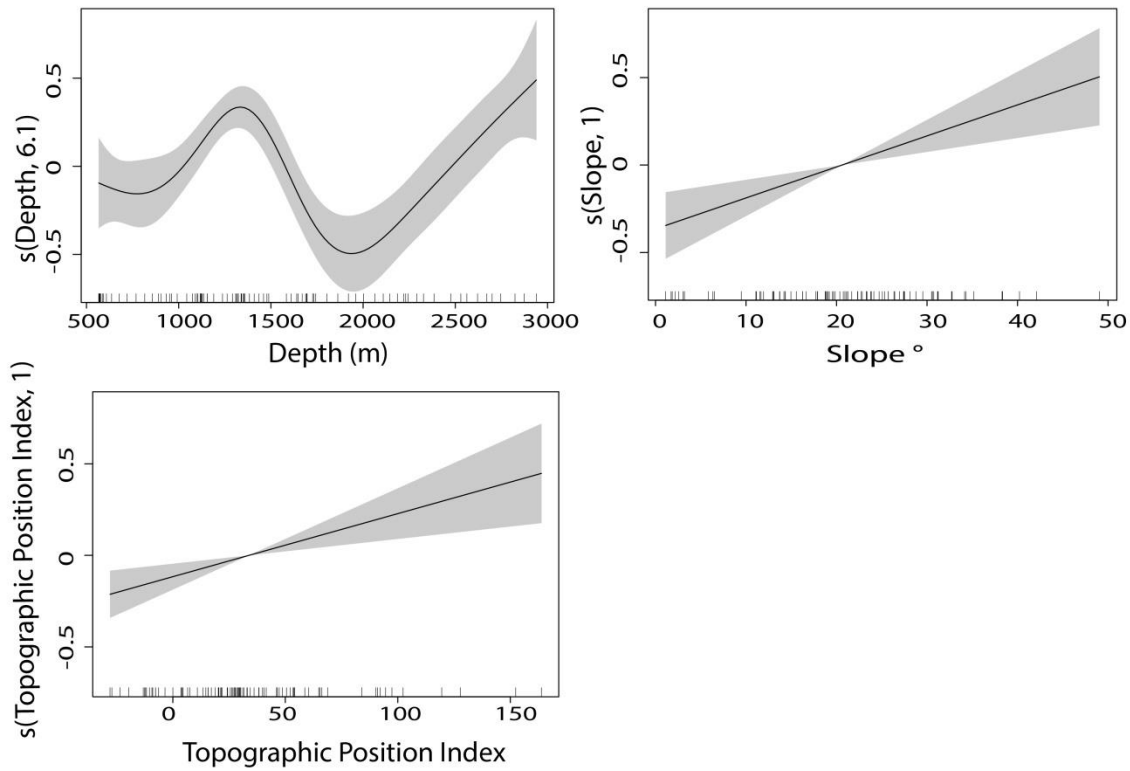 s(Depth, 6.1)
0.5
0
-0.5
500 1000 1500 2000 2500 3000
Depth (m)
s(Slope, 1)
0.5
0
-0.5
0 10 20 30 40 50
Slope °
s(Topographic Position Index, 1)
0.5
0
-0.5
0 50 100 150
Topographic Position Index